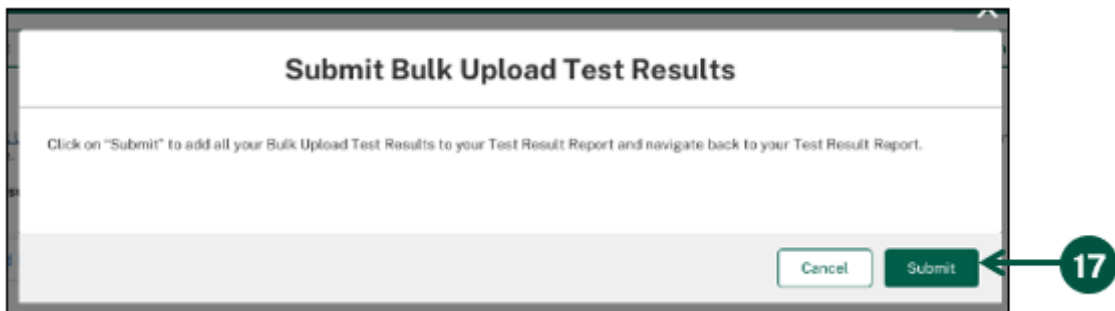 Submit Bulk Upload Test Results
Click on “Submit” to add all your Bulk Upload Test Results to your Test Result Report and navigate back to your Test Result Report.
Cancel
Submit
17